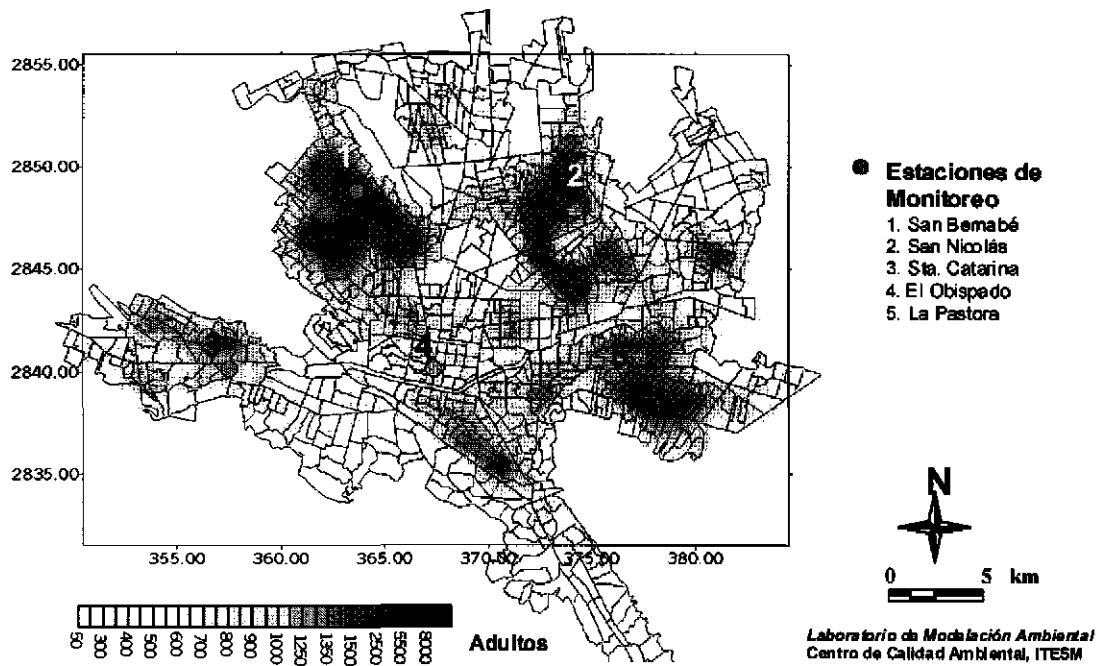 2855.00
2850.00
2845.00
2840.00
2835.00
1
2
4
355.00
360.00
365.00
370.00
375.00
380.00
Estaciones de
Monitoreo
1. San Bernabé
2. San Nicolás
3. Sta. Catarina
4. El Obispado
5. La Pastora
N
0 5 km
50
300
600
700
800
900
1000
1250
1350
1500
2500
5500
8000
Adultos
Laboratorio de Modelación Ambiental
Centro de Calidad Ambiental, ITESM